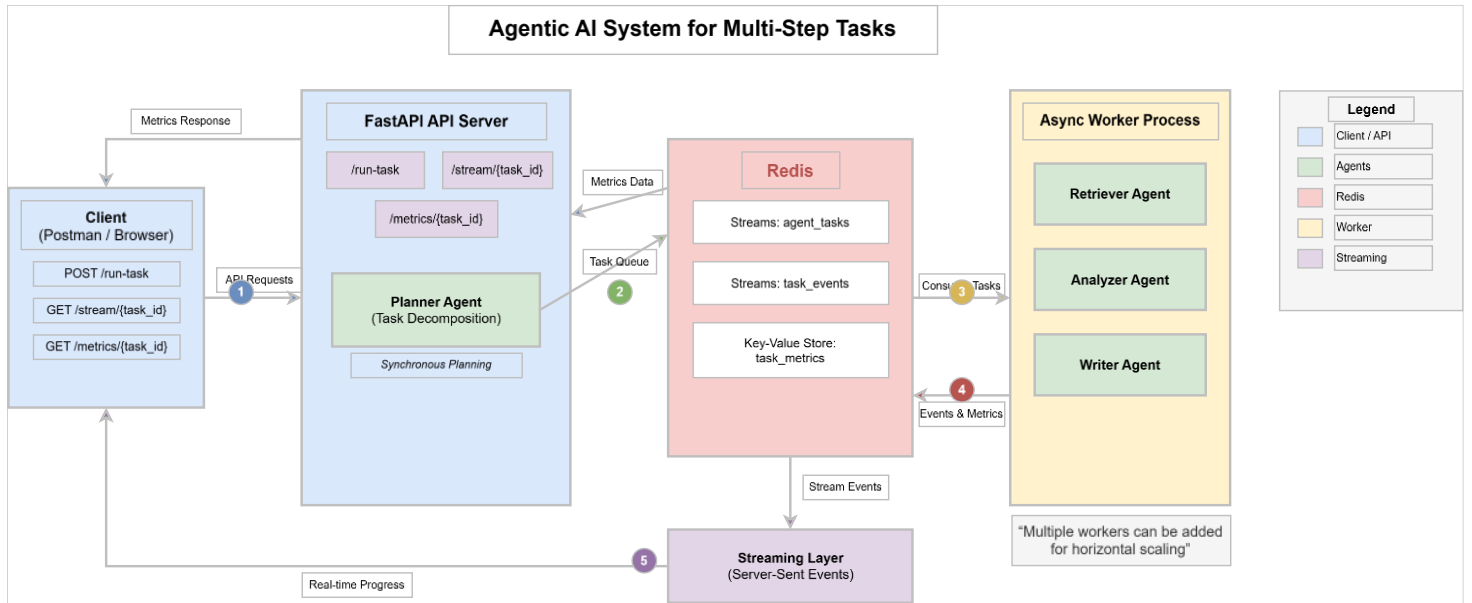 Agentic AI System for Multi-Step Tasks
Metrics Response
Client
(Postman / Browser)
POST /run-task
GET /stream/{task_id}
GET /metrics/{task_id}
API Requests
1
FastAPI API Server
/run-task
/stream/{task_id}
/metrics/{task_id}
Planner Agent
(Task Decomposition)
Synchronous Planning
Metrics Data
Task Queue
2
Redis
Streams: agent_tasks
Streams: task_events
Key-Value Store:
task_metrics
3
Tasks
4
Events & Metrics
Async Worker Process
Retriever Agent
Analyzer Agent
Writer Agent
“Multiple workers can be added
for horizontal scaling”
Stream Events
Streaming Layer
(Server-Sent Events)
5
Real-time Progress
Legend
Client / API
Agents
Redis
Worker
Streaming